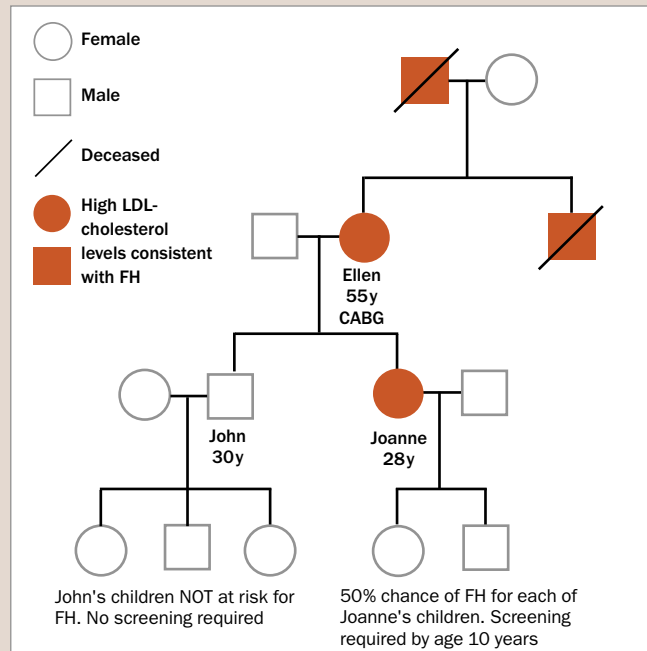 Female
Male
Deceased
High LDL-
cholesterol
levels consistent
with FH
Ellen
55y
CABG
John
30y
Joanne
28y
John's children NOT at risk for
FH. No screening required
50% chance of FH for each of
Joanne's children. Screening
required by age 10 years